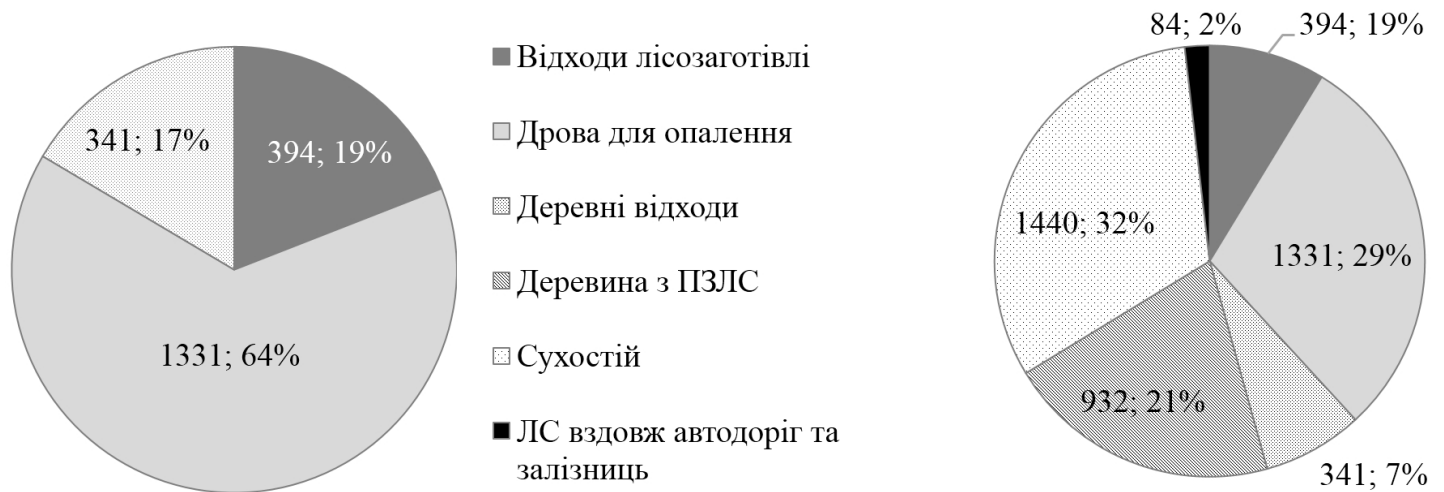 341; 17%
394; 19%
1331; 64%
Відходи лісозаготівлі
Дрова для опалення
Деревні відходи
Деревина з ПЗЛС
Сухостій
ЛС вздовж автодоріг та
залізниць
84; 2%
394; 19%
1440; 32%
1331; 29%
932; 21%
341; 7%